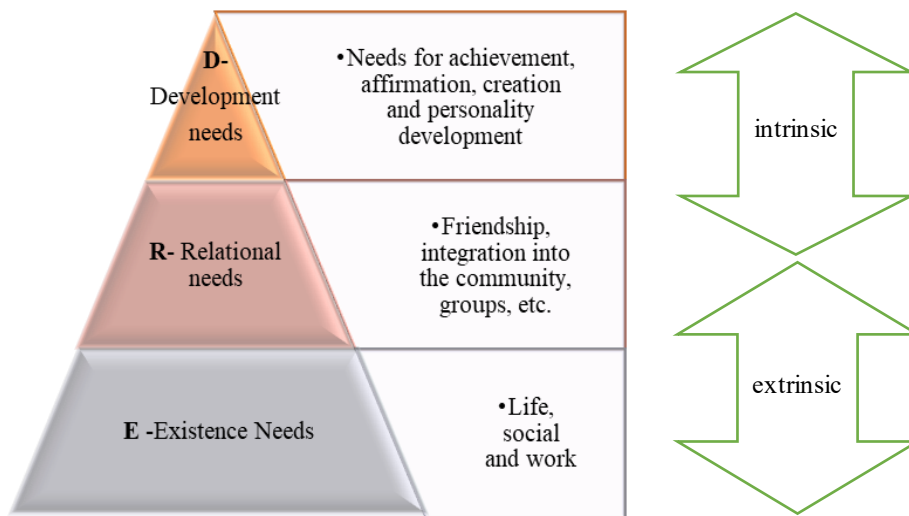 D-
Development
needs
•Needs for achievement,
affirmation, creation
and personality
development
intrinsic
R- Relational
needs
•Friendship,
integration into
the community,
groups, etc.
extrinsic
E -Existence Needs
•Life,
social
and work